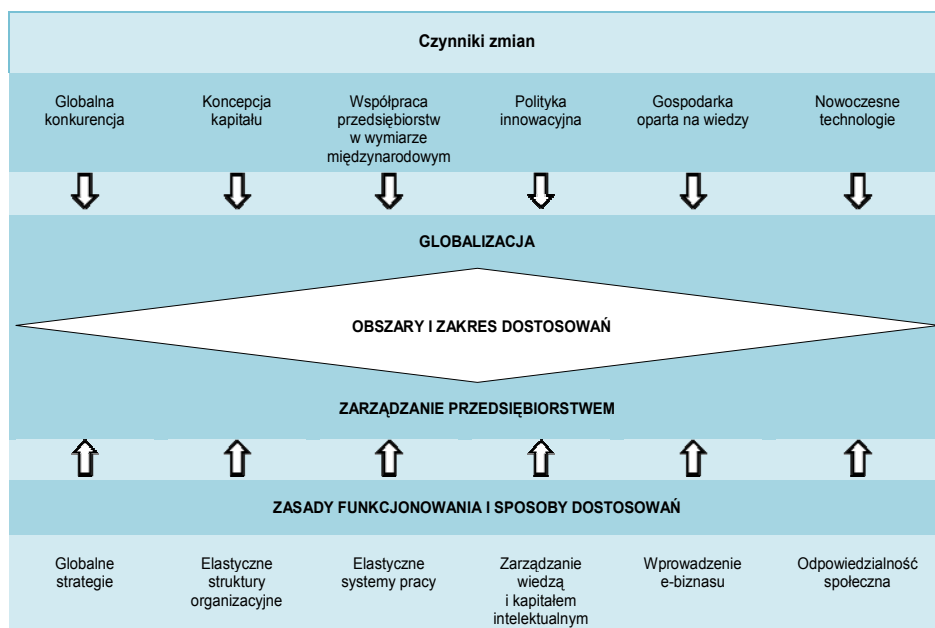 Czynniki zmian
Globalna
konkurencja
Koncepcja
kapitału
Współpraca
przedsiębiorstw
w wymiarze
międzynarodowym
Polityka
innowacyjna
Gospodarka
oparta na wiedzy
Nowoczesne
technologie
GLOBALIZACJA
OBSZARY I ZAKRES DOSTOSOWAŃ
ZARZĄDZANIE PRZEDSIĘBIORSTWEM
ZASADY FUNKCJONOWANIA I SPOSOBY DOSTOSOWAŃ
Globalne
strategie
Elastyczne
struktury
organizacyjne
Elastyczne
systemy pracy
Zarządzanie
wiedzą
i kapitałem
intelektualnym
Wprowadzenie
e-biznasu
Odpowiedzialność
społeczna